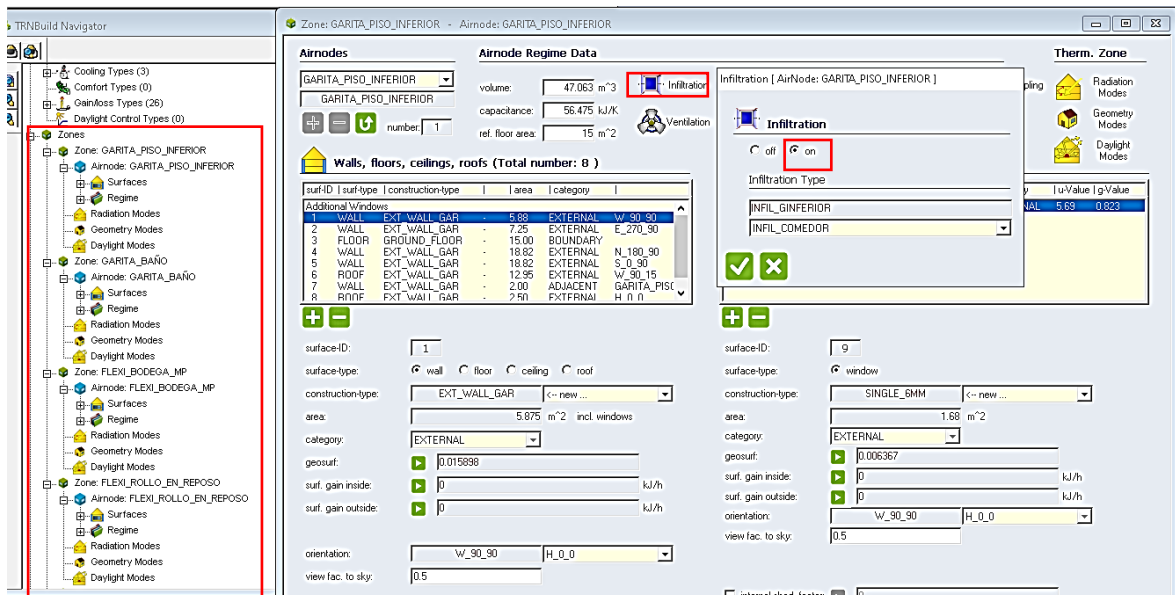 TRNBuild Navigator
Cooling Types (3)
Comfort Types (0)
Gain/loss Types (26)
Daylight Control Types (0)
Zones
Zone: GARITA_PISO_INFERIOR
Airnode: GARITA_PISO_INFERIOR
Surfaces
Regime
Radiation Modes
Geometry Modes
Daylight Modes
Zone: GARITA_BAÑO
Airnode: GARITA_BAÑO
Surfaces
Regime
Radiation Modes
Geometry Modes
Daylight Modes
Zone: FLEXI_BODEGA_MP
Airnode: FLEXI_BODEGA_MP
Surfaces
Regime
Radiation Modes
Geometry Modes
Daylight Modes
Zone: FLEXI_ROLLO_EN_REPOSO
Airnode: FLEXI_ROLLO_EN_REPOSO
Surfaces
Regime
Radiation Modes
Geometry Modes
Daylight Modes
Zone: GARITA_PISO_INFERIOR - Airnode: GARITA_PISO_INFERIOR
Airnodes
GARITA_PISO_INFERIOR
GARITA_PISO_INFERIOR
number: 1
Airnode Regime Data
volume: 47.063 m^3
capacitance: 56.475 kJ/K
ref. floor area: 15 m^2
Infiltration
Ventilation
pling
Therm. Zone
Radiation Modes
Geometry Modes
Daylight Modes
Walls, floors, ceilings, roofs (Total number: 8 )
surf-ID | surf-type | construction-type | | area | category |
Additional Windows
1 WALL EXT_WALL_GAR - 5.88 EXTERNAL W_90_90
2 WALL EXT_WALL_GAR - 7.25 EXTERNAL E_270_90
3 FLOOR GROUND_FLOOR - 15.00 BOUNDARY
4 WALL EXT_WALL_GAR - 18.82 EXTERNAL N_180_90
5 WALL EXT_WALL_GAR - 18.82 EXTERNAL S_0_90
6 ROOF EXT_WALL_GAR - 12.95 EXTERNAL W_90_15
7 WALL EXT_WALL_GAR - 2.00 ADJACENT GARITA_PISC
8 ROOF EXT_WALL_GAR - 2.50 EXTERNAL H_0_0
surface-ID: 1
surface-type: wall floor ceiling roof
construction-type: EXT_WALL_GAR <-- new ...
area: 5.875 m^2 incl. windows
category: EXTERNAL
geosurf: 0.015898
surf. gain inside: 0 kJ/h
surf. gain outside: 0 kJ/h
orientation: W_90_90 H_0_0
view fac. to sky: 0.5
Infiltration [ AirNode: GARITA_PISO_INFERIOR ]
Infiltration
off on
Infiltration Type
INFIL_GINFERIOR
INFIL_COMEDOR
y | u-Value | g-Value
NAL 5.69 0.823
surface-ID: 9
surface-type: window
construction-type: SINGLE_6MM <-- new ...
area: 1.68 m^2
category: EXTERNAL
geosurf: 0.006367
surf. gain inside: 0 kJ/h
surf. gain outside: 0 kJ/h
orientation: W_90_90 H_0_0
view fac. to sky: 0.5
internal shad. factor